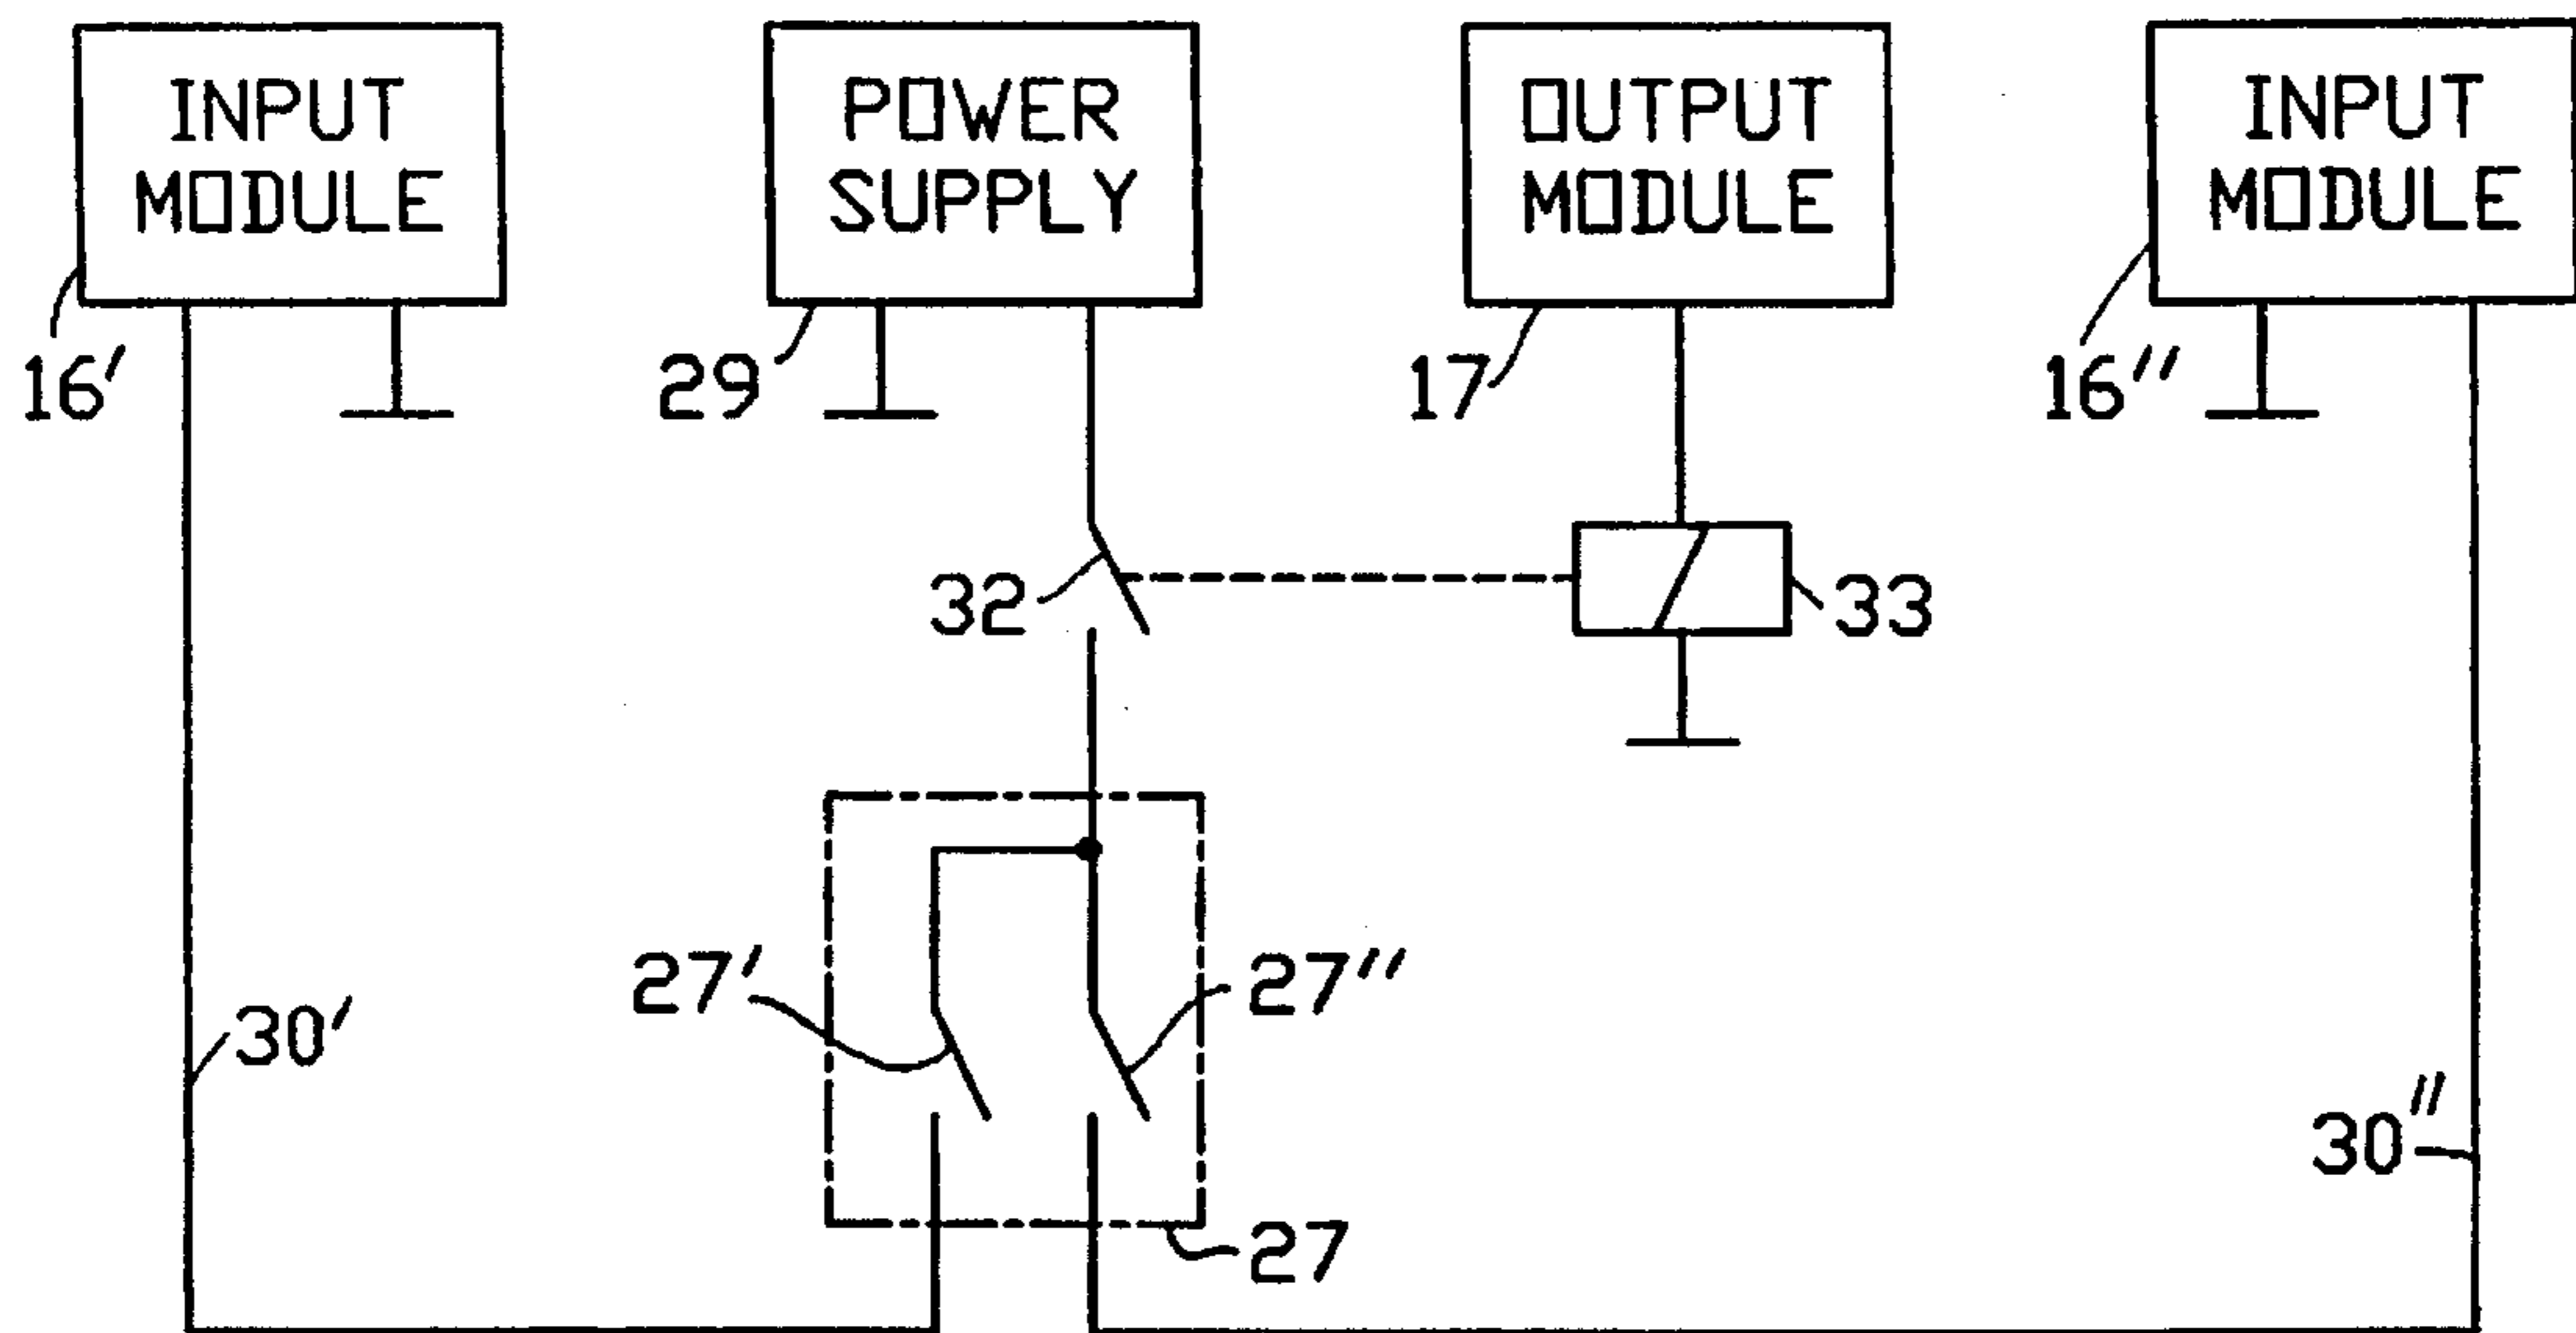 INPUT
MODULE
POWER
SUPPLY
OUTPUT
MODULE
INPUT
MODULE
16′
29
17
16″
32
33
27′
27″
30′
30″
27